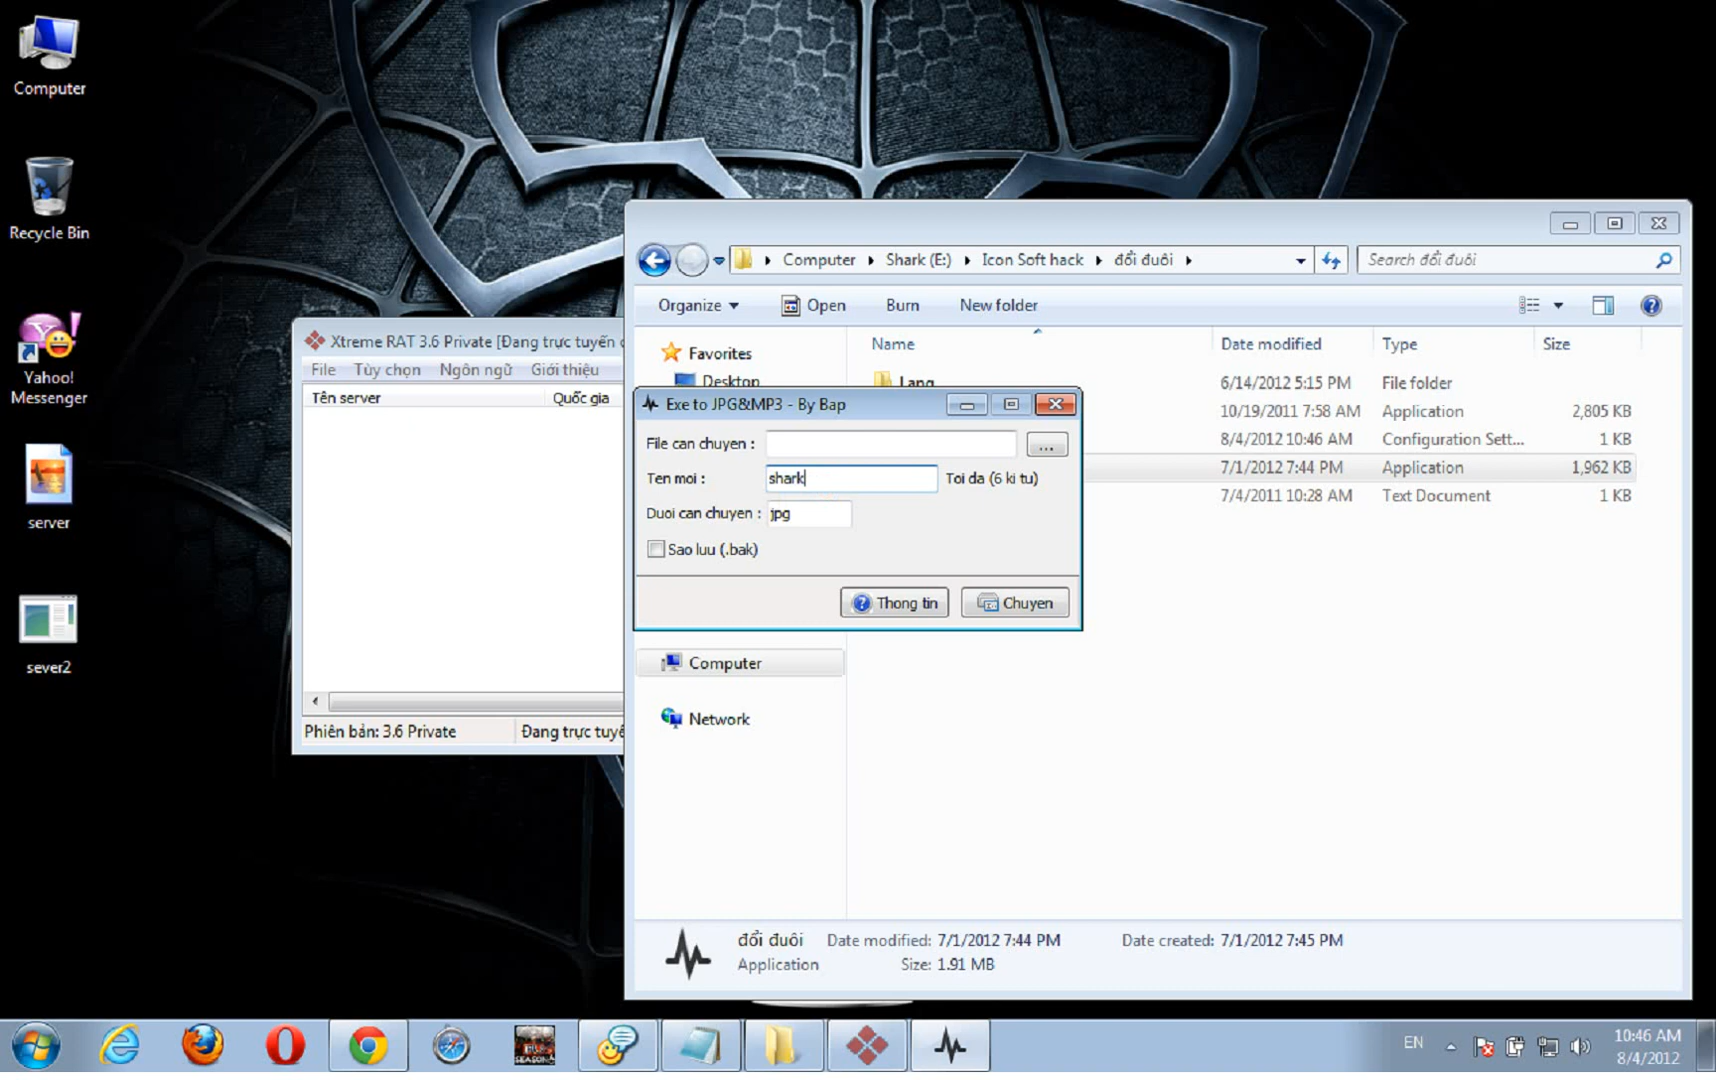 Computer
Recycle Bin
Yahoo!
Messenger
server
sever2
Xtreme RAT 3.6 Private [Đang trực tuyến
File Tùy chọn Ngôn ngữ Giới thiệu
Tên server Quốc gia
Phiên bản: 3.6 Private Đang trực tuyế
Computer Shark (E:) Icon Soft hack đổi đuôi
Search đổi đuôi
Organize Open Burn New folder
Name Date modified Type Size
Favorites
Desktop
Lang 6/14/2012 5:15 PM File folder
10/19/2011 7:58 AM Application 2,805 KB
8/4/2012 10:46 AM Configuration Sett... 1 KB
7/1/2012 7:44 PM Application 1,962 KB
7/4/2011 10:28 AM Text Document 1 KB
Exe to JPG&MP3 - By Bap
File can chuyen :
...
Ten moi : shark Toi da (6 ki tu)
Duoi can chuyen : jpg
Sao luu (.bak)
Thong tin Chuyen
Computer
Network
đổi đuôi Date modified: 7/1/2012 7:44 PM Date created: 7/1/2012 7:45 PM
Application Size: 1.91 MB
EN
10:46 AM
8/4/2012